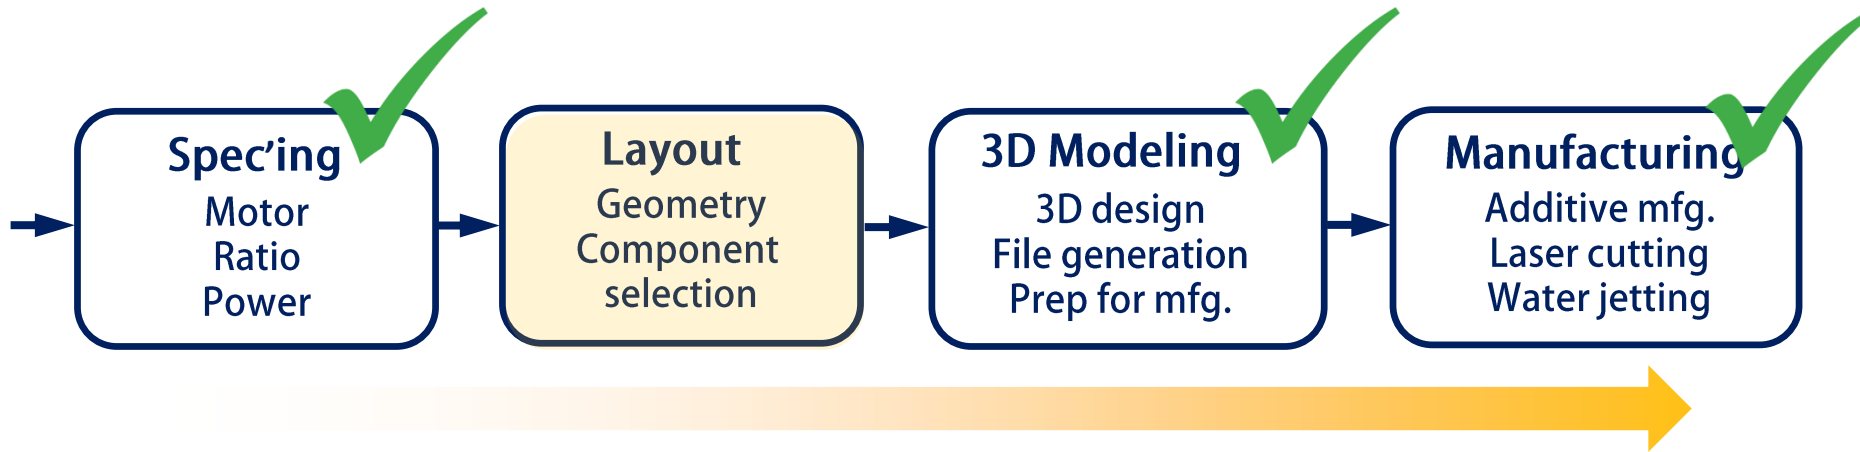 Spec'ing
Motor
Ratio
Power
Layout
Geometry
Component
selection
3D Modeling
3D design
File generation
Prep for mfg.
Manufacturing
Additive mfg.
Laser cutting
Water jetting